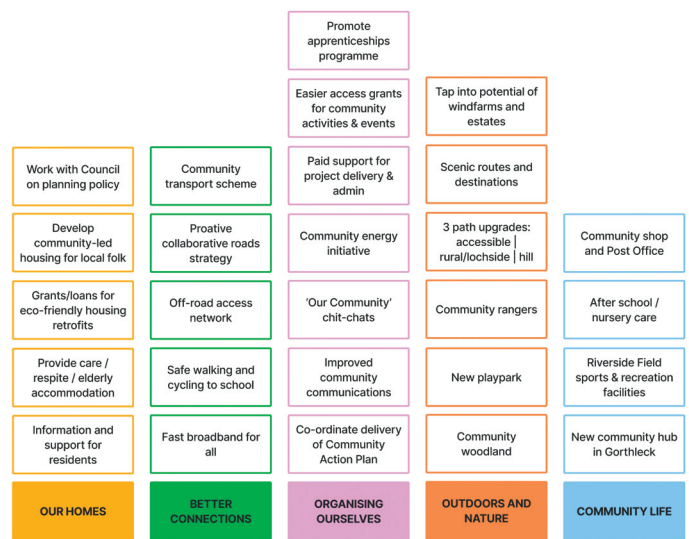 Promote
apprenticeships
programme
Easier access grants
for community
activities & events
Tap into potential of
windfarms and
estates
Work with Council
on planning policy
Community
transport scheme
Paid support for
project delivery &
admin
Scenic routes and
destinations
Develop
community-led
housing for local folk
Proative
collaborative roads
strategy
Community energy
initiative
3 path upgrades:
accessible |
rural/lochside | hill
Community shop
and Post Office
Grants/loans for
eco-friendly housing
retrofits
Off-road access
network
'Our Community'
chit-chats
Community rangers
After school /
nursery care
Provide care /
respite / elderly
accommodation
Safe walking and
cycling to school
Improved
community
communications
New playpark
Riverside Field
sports & recreation
facilities
Information and
support for
residents
Fast broadband for
all
Co-ordinate delivery
of Community
Action Plan
Community
woodland
New community hub
in Gorthleck
OUR HOMES
BETTER
CONNECTIONS
ORGANISING
OURSELVES
OUTDOORS AND
NATURE
COMMUNITY LIFE